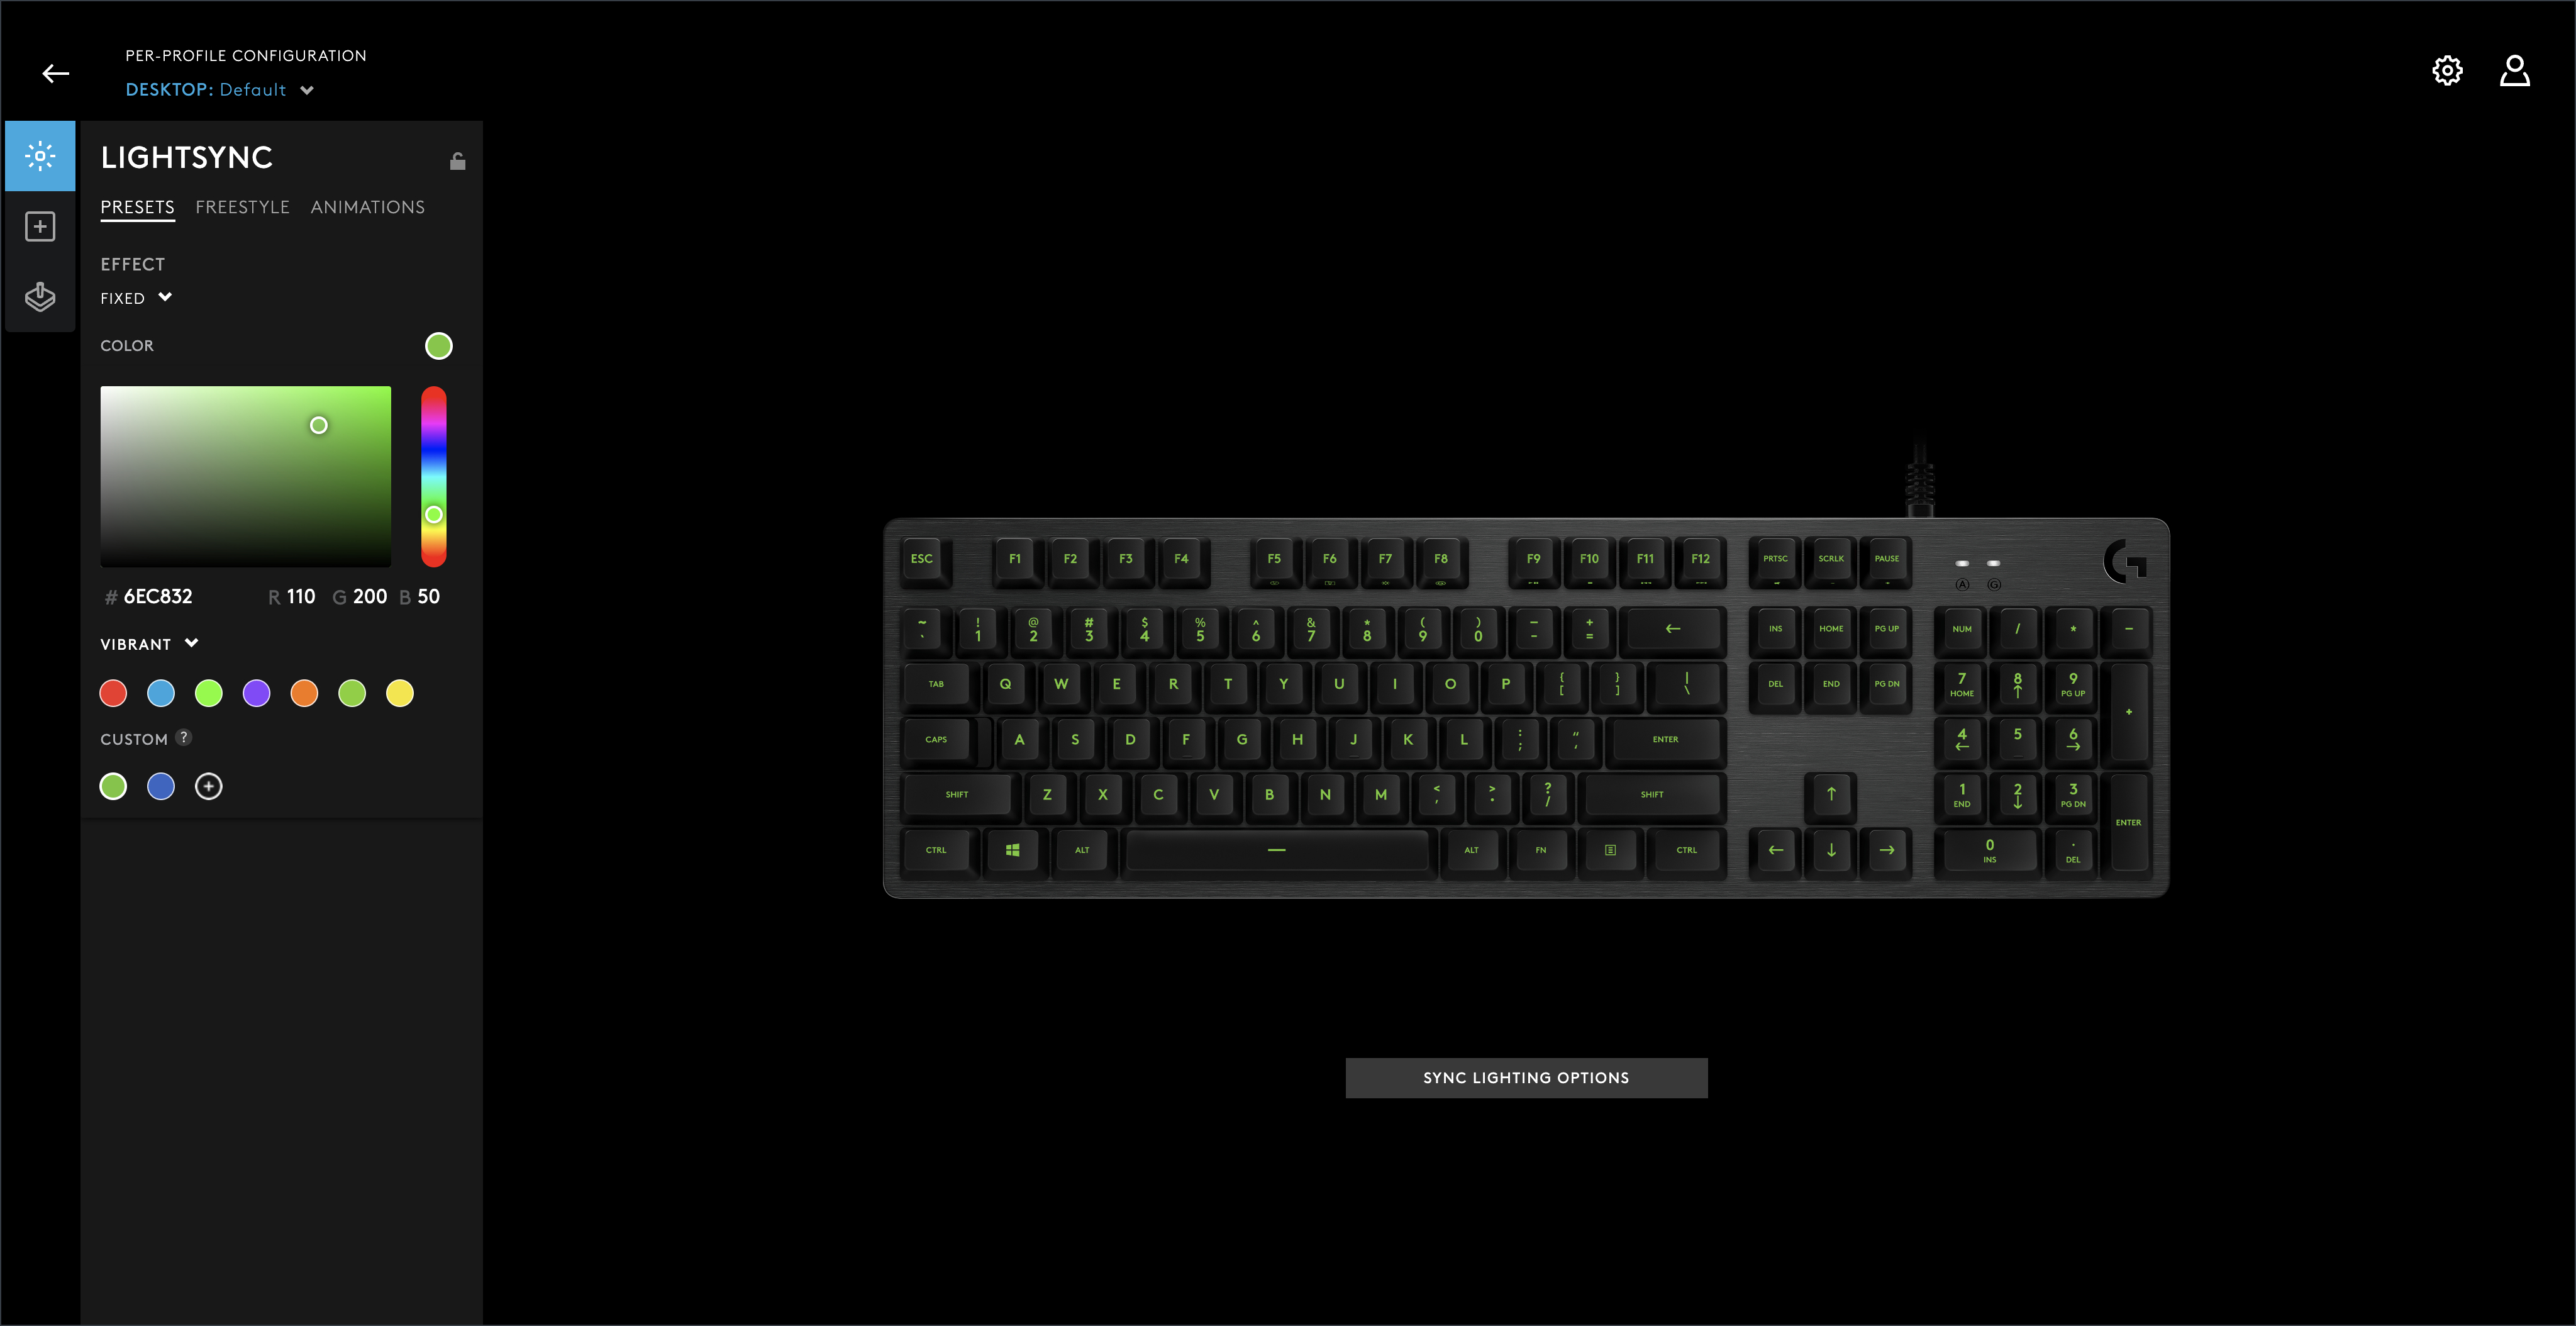 PER-PROFILE CONFIGURATION
DESKTOP: Default
LIGHTSYNC
PRESETS FREESTYLE ANIMATIONS
EFFECT
FIXED
COLOR
# 6EC832 R 110 G 200 B 50
VIBRANT
CUSTOM ?
ESC F1 F2 F3 F4 F5 F6 F7 F8 F9 F10 F11 F12 PRTSC SCRLK PAUSE
A G
~ ! @ # $ % ^ & * ( ) _ +
` 1 2 3 4 5 6 7 8 9 0 - = ← INS HOME PG UP NUM / * -
TAB Q W E R T Y U I O P { [ } ] | \ DEL END PG DN 7 HOME 8 ↑ 9 PG UP +
CAPS A S D F G H J K L : ; " ' ENTER 4 ← 5 6 →
SHIFT Z X C V B N M < , > . ? / SHIFT ↑ 1 END 2 ↓ 3 PG DN ENTER
CTRL ALT — ALT FN CTRL ← ↓ → 0 INS . DEL
SYNC LIGHTING OPTIONS